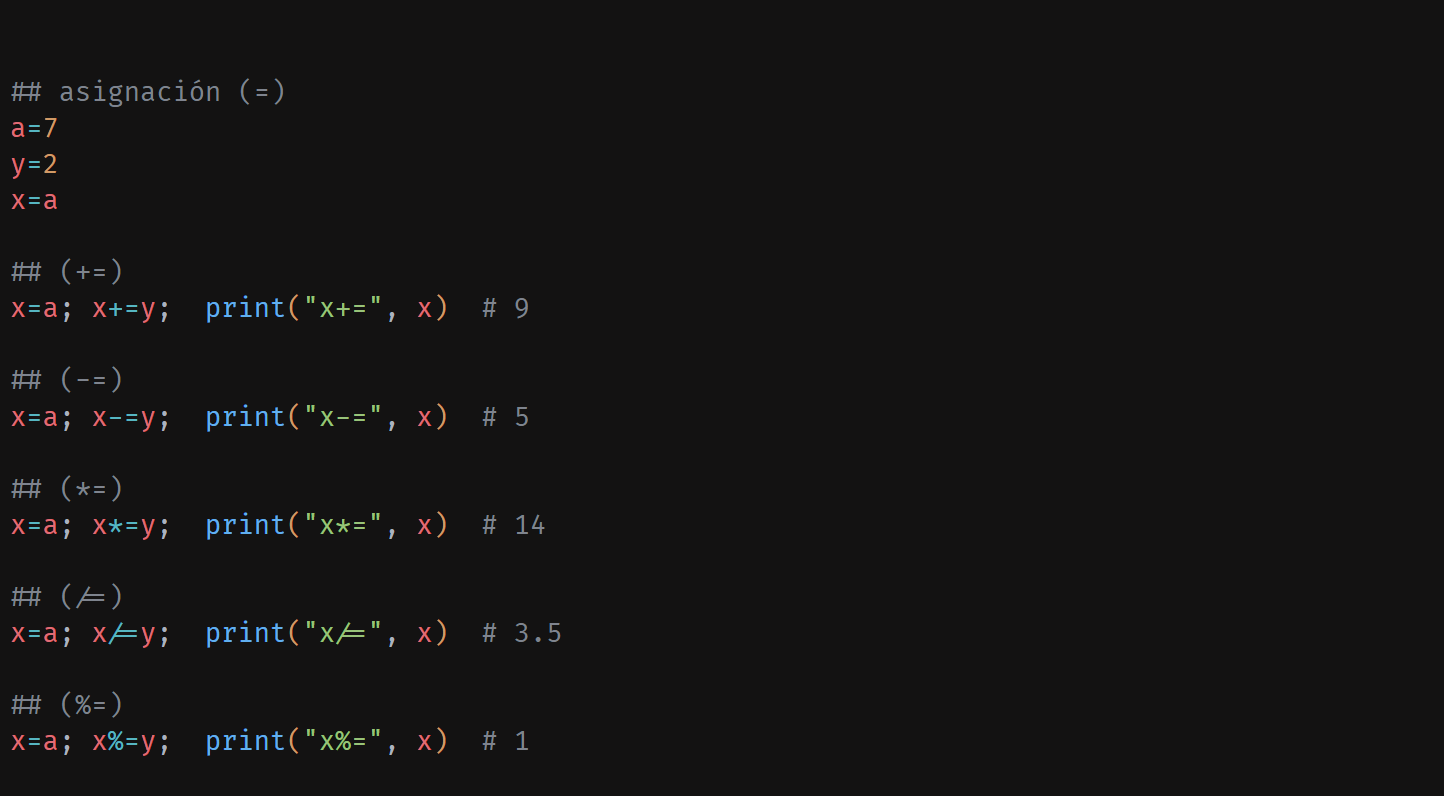 ## asignación (=)
a=7
y=2
x=a
## (+=)
x=a; x+=y;  print("x+=", x)  # 9
## (-=)
x=a; x-=y;  print("x-=", x)  # 5
## (*=)
x=a; x*=y;  print("x*=", x)  # 14
## (/=)
x=a; x/=y;  print("x/=", x)  # 3.5
## (%=)
x=a; x%=y;  print("x%=", x)  # 1